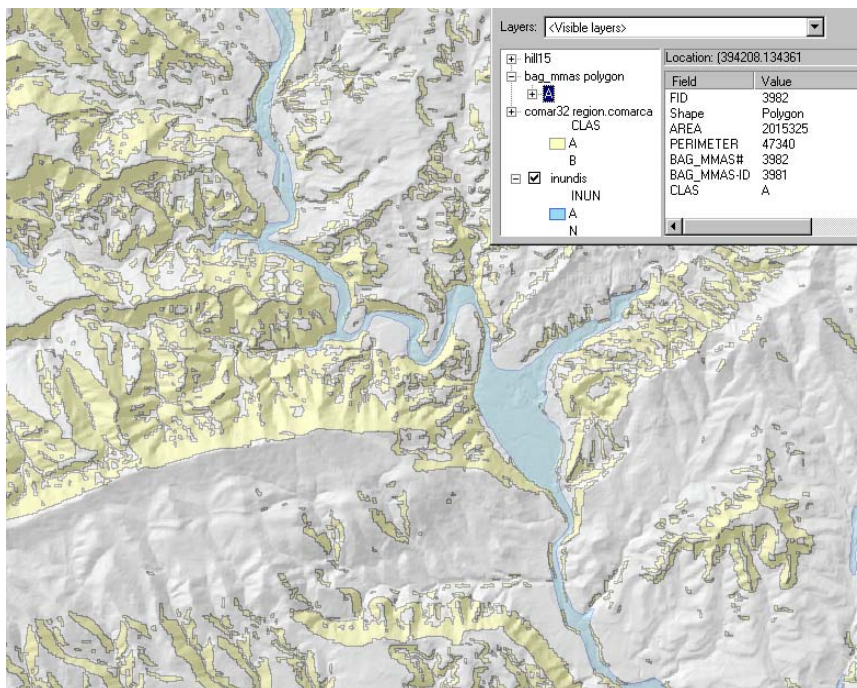 Layers: <Visible layers>
hill15
bag_mmas polygon
A
comar32 region.comarca
CLAS
A
B
inundis
INUN
A
N
Location: (394208.134361
Field Value
FID 3982
Shape Polygon
AREA 2015325
PERIMETER 47340
BAG_MMAS# 3982
BAG_MMAS-ID 3981
CLAS A